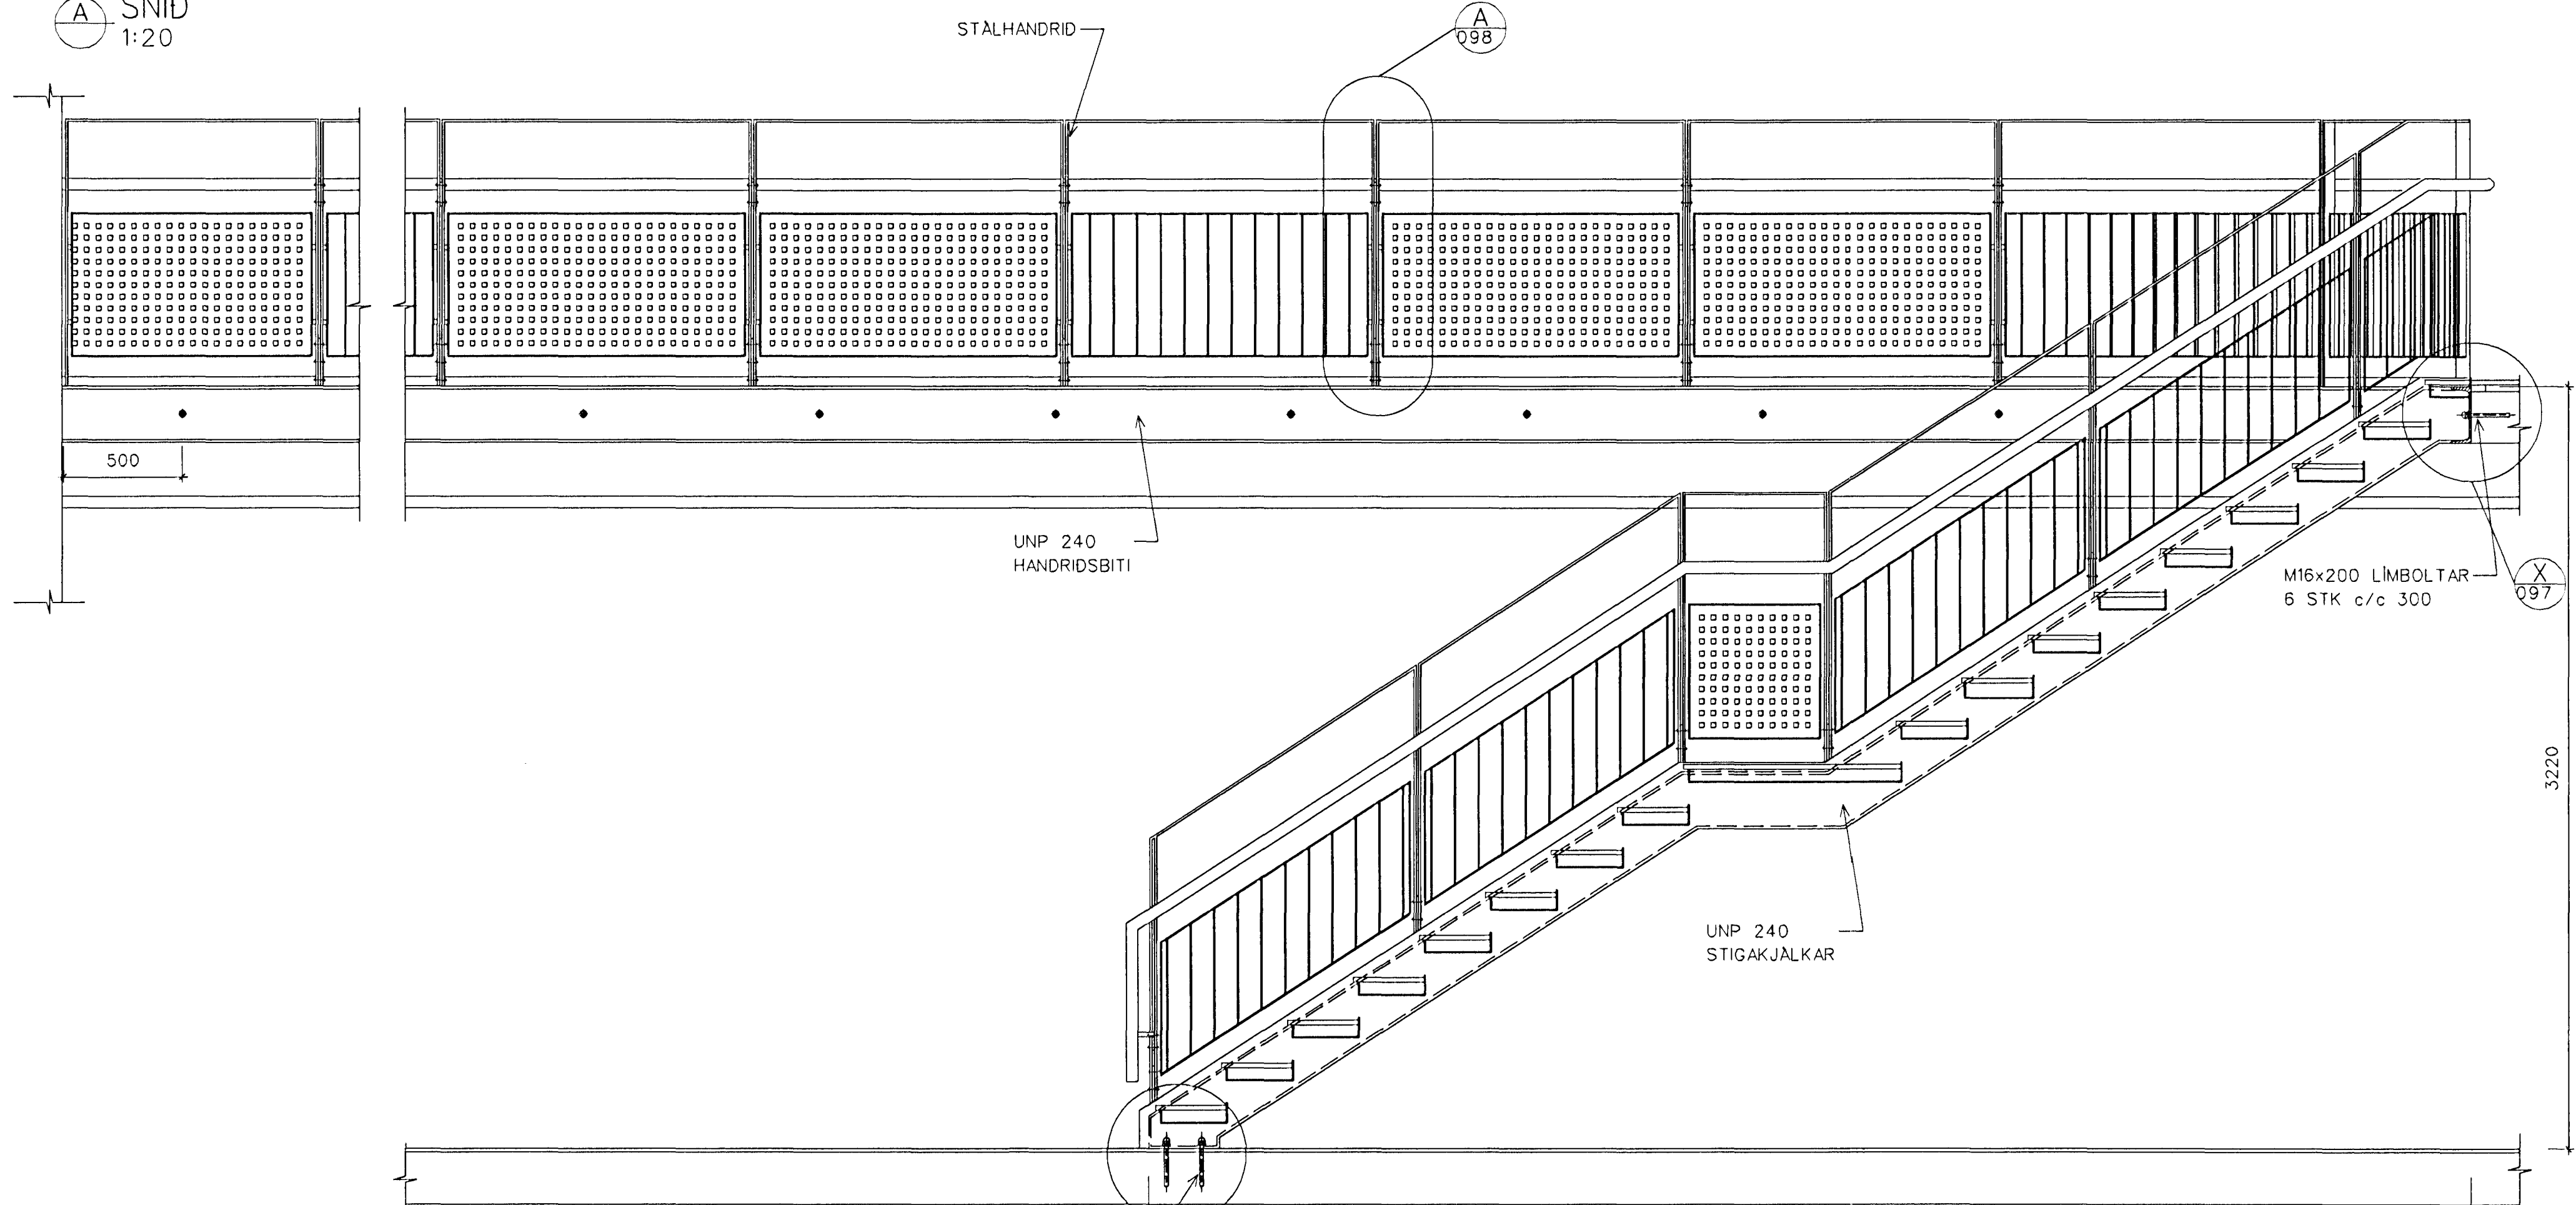 A SNIÐ
1:20
STÁLHANDRIÐ
A
098
500
UNP 240
HANDRIÐSBITI
M16x200 LÍMBOLTAR
6 STK c/c 300
X
097
3220
UNP 240
STIGAKJÁLKAR